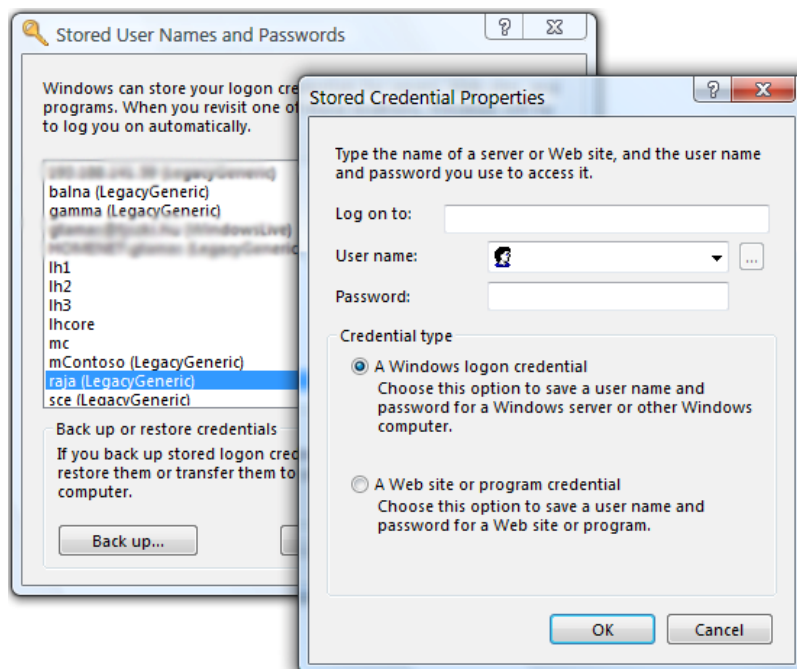 Stored User Names and Passwords
Windows can store your logon cre
programs. When you revisit one of
to log you on automatically.
balna (LegacyGeneric)
gamma (LegacyGeneric)
lh1
lh2
lh3
lhcore
mc
mContoso (LegacyGeneric)
raja (LegacyGeneric)
sce (LegacyGeneric)
Back up or restore credentials
If you back up stored logon cred
restore them or transfer them to
computer.
Back up...
Stored Credential Properties
Type the name of a server or Web site, and the user name
and password you use to access it.
Log on to:
User name:
...
Password:
Credential type
A Windows logon credential
Choose this option to save a user name and
password for a Windows server or other Windows
computer.
A Web site or program credential
Choose this option to save a user name and
password for a Web site or program.
OK
Cancel